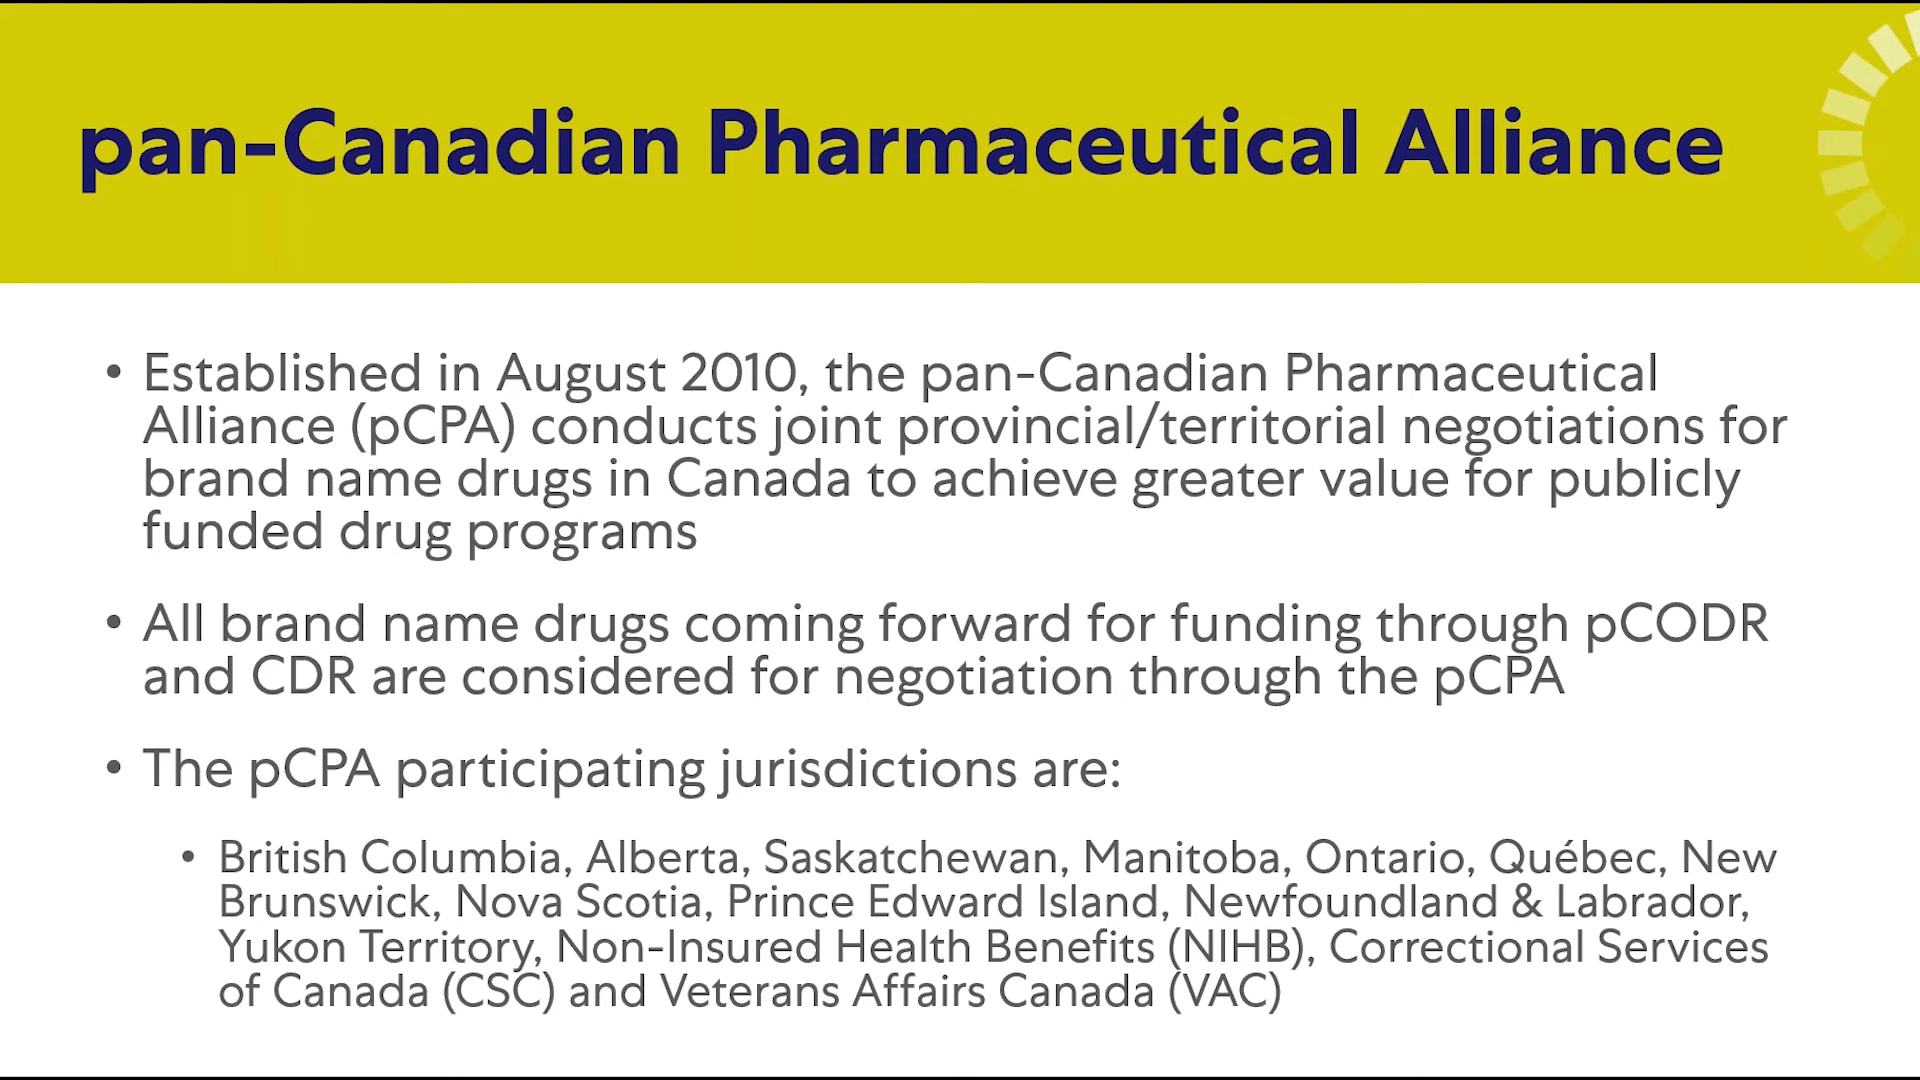 pan-Canadian Pharmaceutical Alliance
• Established in August 2010, the pan-Canadian Pharmaceutical
Alliance (pCPA) conducts joint provincial/territorial negotiations for
brand name drugs in Canada to achieve greater value for publicly
funded drug programs
• All brand name drugs coming forward for funding through pCODR
and CDR are considered for negotiation through the pCPA
• The pCPA participating jurisdictions are:
• British Columbia, Alberta, Saskatchewan, Manitoba, Ontario, Québec, New
Brunswick, Nova Scotia, Prince Edward Island, Newfoundland & Labrador,
Yukon Territory, Non-Insured Health Benefits (NIHB), Correctional Services
of Canada (CSC) and Veterans Affairs Canada (VAC)